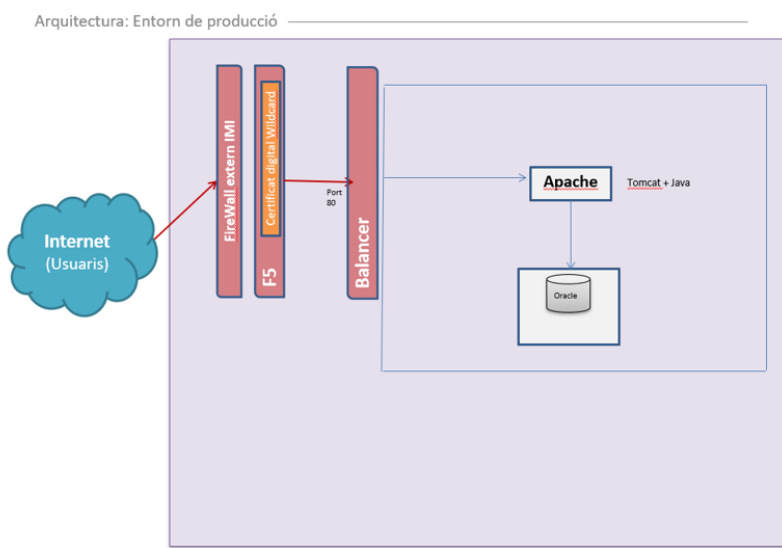 Arquitectura: Entorn de producció
FireWall extern IMI
Certificat digital Wildcard
F5
Balancer
Port
80
Internet
(Usuaris)
Apache
Tomcat + Java
Oracle